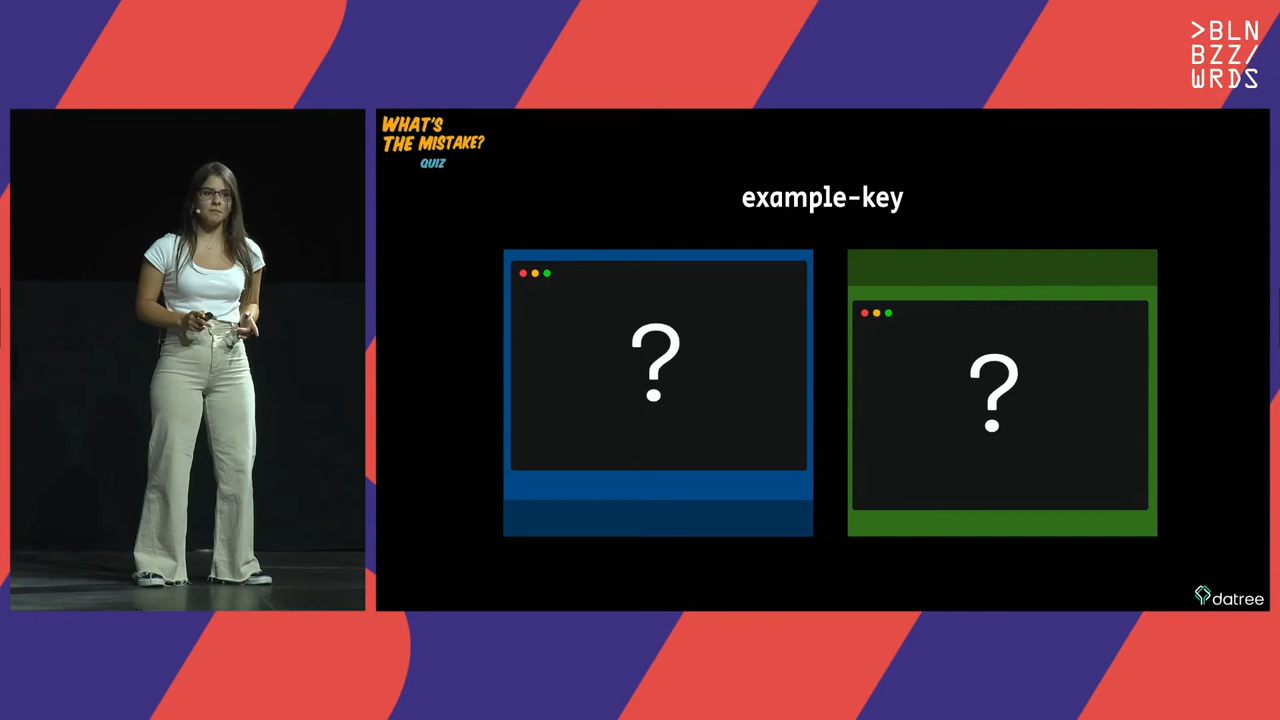 >BLN
BZZ/
WRDS
WHAT'S
THE MISTAKE?
QUIZ
example-key
?
?
datree